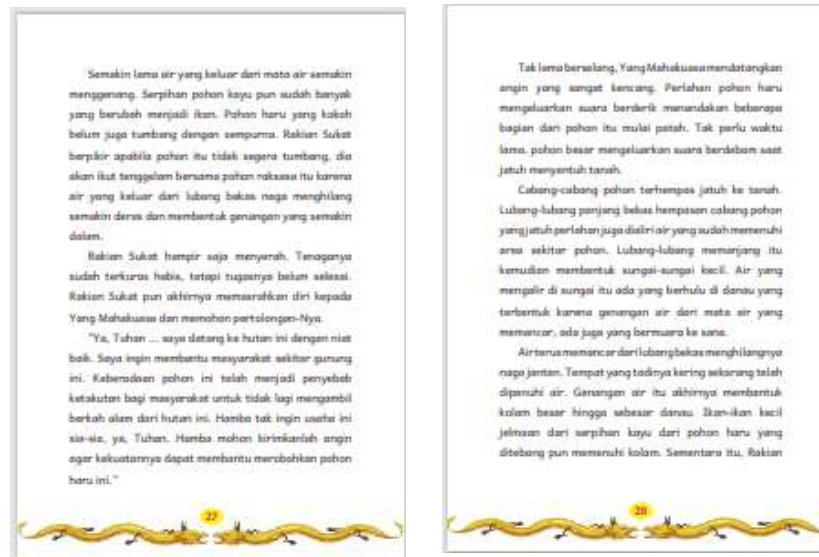 Semakin lama air yang keluar dari mata air semakin
menggenang. Serpihan pohon kayu pun sudah banyak
yang berubah menjadi ikan. Pohon haru yang kokoh
belum juga tumbang dengan sempurna. Rakian Sukat
berpikir apabila pohon itu tidak segera tumbang, dia
akan ikut tenggelam bersama pohon raksasa itu karena
air yang keluar dari lubang bekas naga menghilang
semakin deras dan membentuk genangan yang semakin
dalam.
Rakian Sukat hampir saja menyerah. Tenaganya
sudah terkuras habis, tetapi tugasnya belum selesai.
Rakian Sukat pun akhirnya memasrahkan diri kepada
Yang Mahakuasa dan memohon pertolongan-Nya.
"Ya, Tuhan ... saya datang ke hutan ini dengan niat
baik. Saya ingin membantu masyarakat sekitar gunung
ini. Keberadaan pohon ini telah menjadi penyebab
ketakutan bagi masyarakat untuk tidak lagi mengambil
berkah alam dari hutan ini. Hamba tak ingin usaha ini
sia-sia, ya, Tuhan. Hamba mohon kirimkanlah angin
agar kekuatannya dapat membantu merobohkan pohon
haru ini."
27
Tak lama berselang, Yang Mahakuasa mendatangkan
angin yang sangat kencang. Perlahan pohon haru
mengeluarkan suara berderik menandakan beberapa
bagian dari pohon itu mulai patah. Tak perlu waktu
lama, pohon besar mengeluarkan suara berdebam saat
jatuh menyentuh tanah.
Cabang-cabang pohon terhempas jatuh ke tanah.
Lubang-lubang panjang bekas hempasan cabang pohon
yang jatuh perlahan juga dialiri air yang sudah memenuhi
area sekitar pohon. Lubang-lubang memanjang itu
kemudian membentuk sungai-sungai kecil. Air yang
mengalir di sungai itu ada yang berhulu di danau yang
terbentuk karena genangan air dari mata air yang
memancar, ada juga yang bermuara ke sana.
Air terus memancar dari lubang bekas menghilangnya
naga jantan. Tempat yang tadinya kering sekarang telah
dipenuhi air. Genangan air itu akhirnya membentuk
kolam besar hingga sebesar danau. Ikan-ikan kecil
jelmaan dari serpihan kayu dari pohon haru yang
ditebang pun memenuhi kolam. Sementara itu, Rakian
28